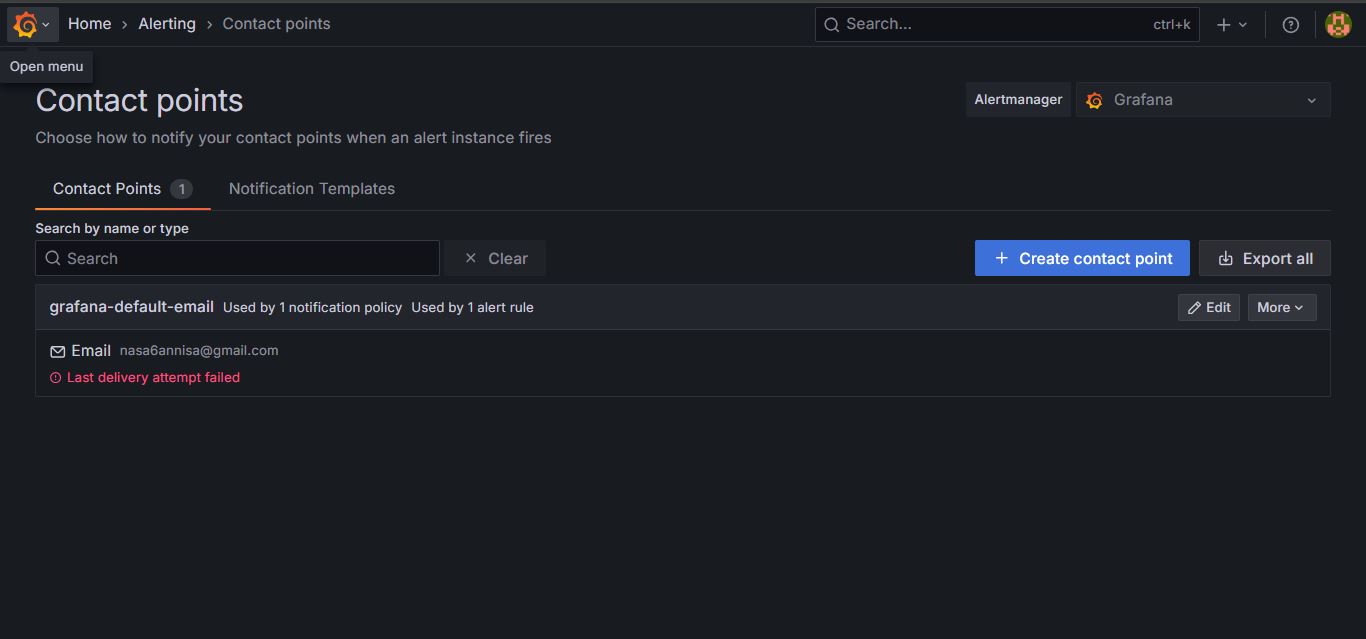 Home › Alerting › Contact points
Search... ctrl+k
Open menu
Contact points
Alertmanager Grafana
Choose how to notify your contact points when an alert instance fires
Contact Points 1 Notification Templates
Search by name or type
Search Clear + Create contact point Export all
grafana-default-email Used by 1 notification policy Used by 1 alert rule Edit More
Email nasa6annisa@gmail.com
Last delivery attempt failed